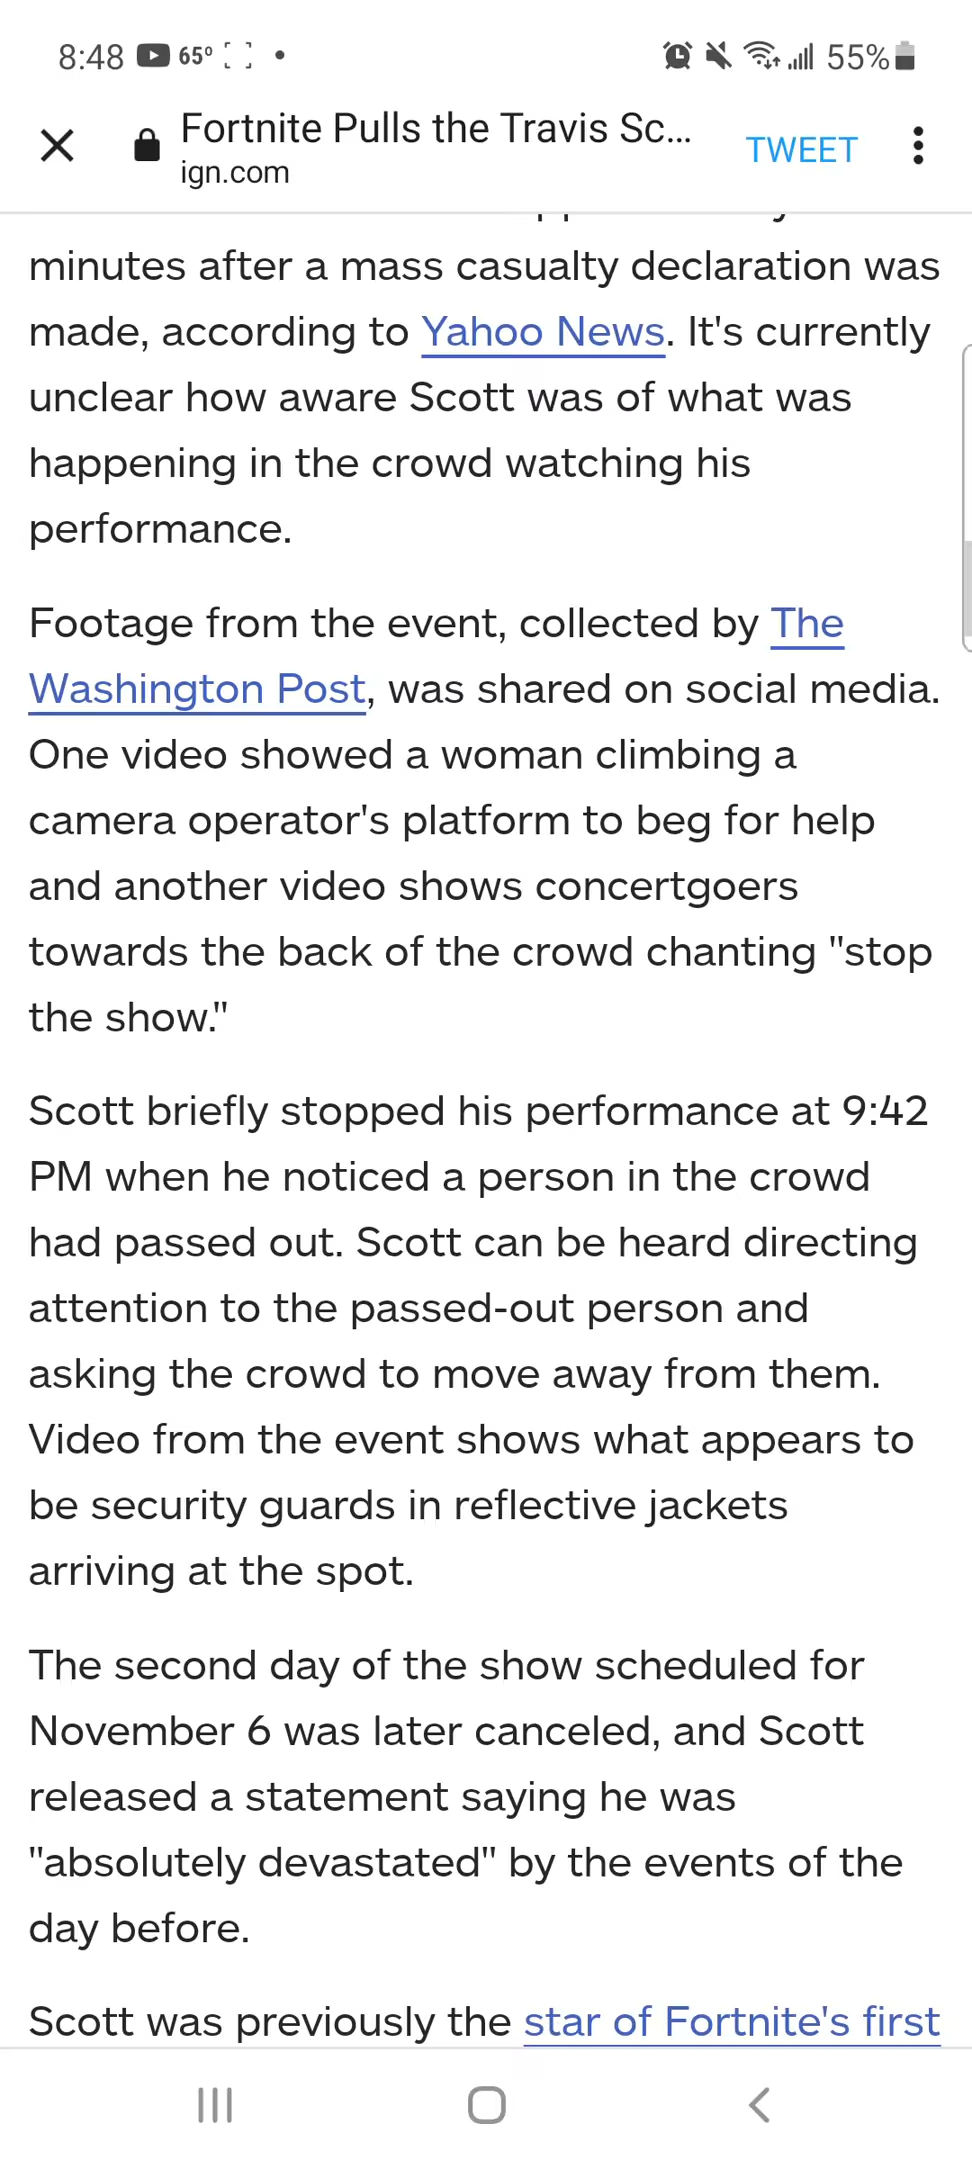 8:48 65°
55%
Fortnite Pulls the Travis Sc...
ign.com
TWEET
minutes after a mass casualty declaration was
made, according to Yahoo News. It's currently
unclear how aware Scott was of what was
happening in the crowd watching his
performance.
Footage from the event, collected by The
Washington Post, was shared on social media.
One video showed a woman climbing a
camera operator's platform to beg for help
and another video shows concertgoers
towards the back of the crowd chanting "stop
the show."
Scott briefly stopped his performance at 9:42
PM when he noticed a person in the crowd
had passed out. Scott can be heard directing
attention to the passed-out person and
asking the crowd to move away from them.
Video from the event shows what appears to
be security guards in reflective jackets
arriving at the spot.
The second day of the show scheduled for
November 6 was later canceled, and Scott
released a statement saying he was
"absolutely devastated" by the events of the
day before.
Scott was previously the star of Fortnite's first